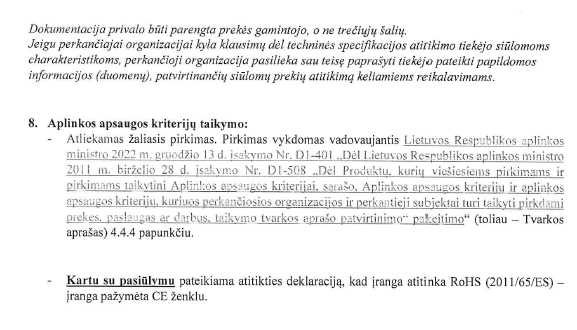 Dokumentacija privalo būti parengta prekės gamintojo, o ne trečiųjų šalių.
Jeigu perkančiajai organizacijai kyla klausimų dėl techninės specifikacijos atitikimo tiekėjo siūlomoms
charakteristikoms, perkančioji organizacija pasilieka sau teisę paprašyti tiekėjo pateikti papildomos
informacijos (duomenų), patvirtinančių siūlomų prekių atitikimą keliamiems reikalavimams.
8. Aplinkos apsaugos kriterijų taikymo:
- Atliekamas žaliasis pirkimas. Pirkimas vykdomas vadovaujantis Lietuvos Respublikos aplinkos
ministro 2022 m. gruodžio 13 d. įsakymo Nr. D1-401 „Dėl Lietuvos Respublikos aplinkos ministro
2011 m. birželio 28 d. įsakymo Nr. D1-508 „Dėl Produktų, kurių viešiesiems pirkimams ir
pirkimams taikytini Aplinkos apsaugos kriterijai, sąrašo, Aplinkos apsaugos kriterijų ir aplinkos
apsaugos kriterijų, kuriuos perkančiosios organizacijos ir perkantieji subjektai turi taikyti pirkdami
prekes, paslaugas ar darbus, taikymo tvarkos aprašo patvirtinimo“ pakeitimo“ (toliau – Tvarkos
aprašas) 4.4.4 papunkčiu.
- Kartu su pasiūlymu pateikiama atitikties deklaraciją, kad įranga atitinka RoHS (2011/65/ES) –
įranga pažymėta CE ženklu.